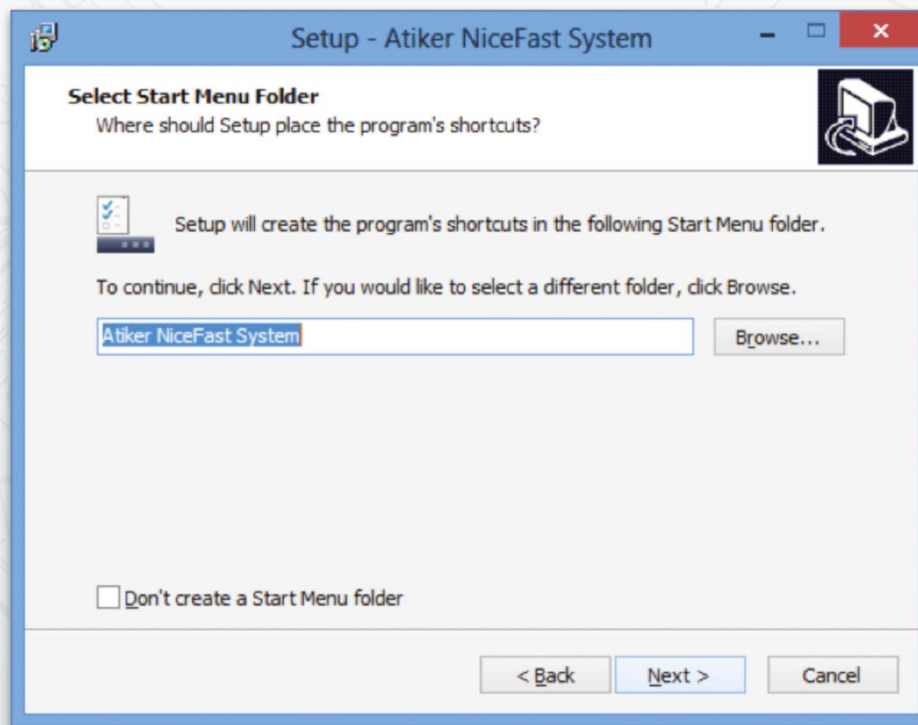 Setup - Atiker NiceFast System
Select Start Menu Folder
Where should Setup place the program's shortcuts?
Setup will create the program's shortcuts in the following Start Menu folder.
To continue, click Next. If you would like to select a different folder, click Browse.
Atiker NiceFast System
Browse...
Don't create a Start Menu folder
< Back
Next >
Cancel